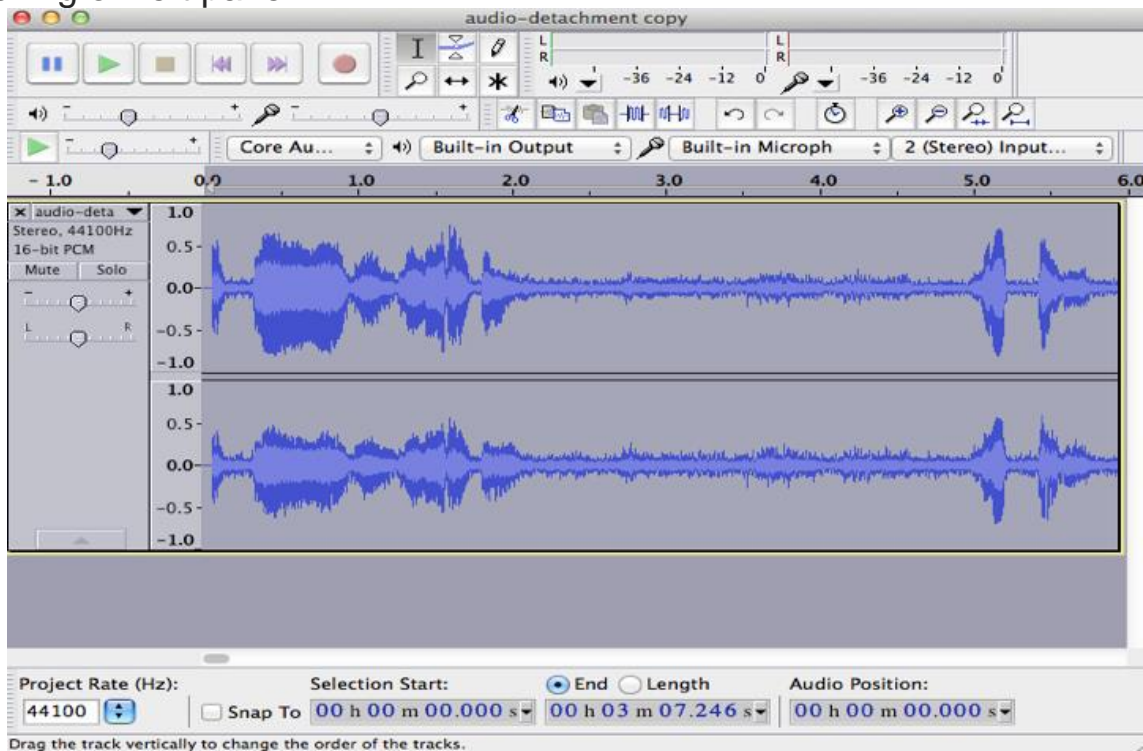 audio-detachment copy
L
R
-36 -24 -12 0
L
R
-36 -24 -12 0
- +
- +
- +
Core Au...
Built-in Output
Built-in Microph
2 (Stereo) Input...
- 1.0 0.0 1.0 2.0 3.0 4.0 5.0 6.0
audio-deta
Stereo, 44100Hz
16-bit PCM
Mute Solo
- +
L R
1.0
0.5-
0.0-
-0.5-
-1.0
1.0
0.5-
0.0-
-0.5-
-1.0
Project Rate (Hz): Selection Start: End Length Audio Position:
44100 Snap To 00 h 00 m 00.000 s 00 h 03 m 07.246 s 00 h 00 m 00.000 s
Drag the track vertically to change the order of the tracks.